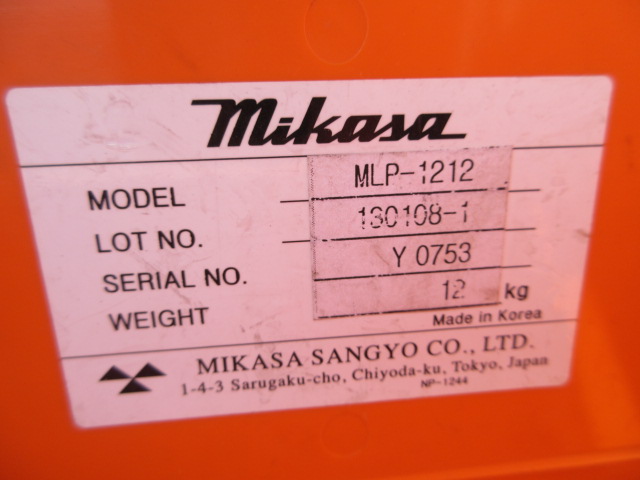 Mikasa
MODEL MLP-1212
LOT NO. 130108-1
SERIAL NO. Y 0753
WEIGHT 12 kg
Made in Korea
MIKASA SANGYO CO., LTD.
1-4-3 Sarugaku-cho, Chiyoda-ku, Tokyo, Japan
NP-1244